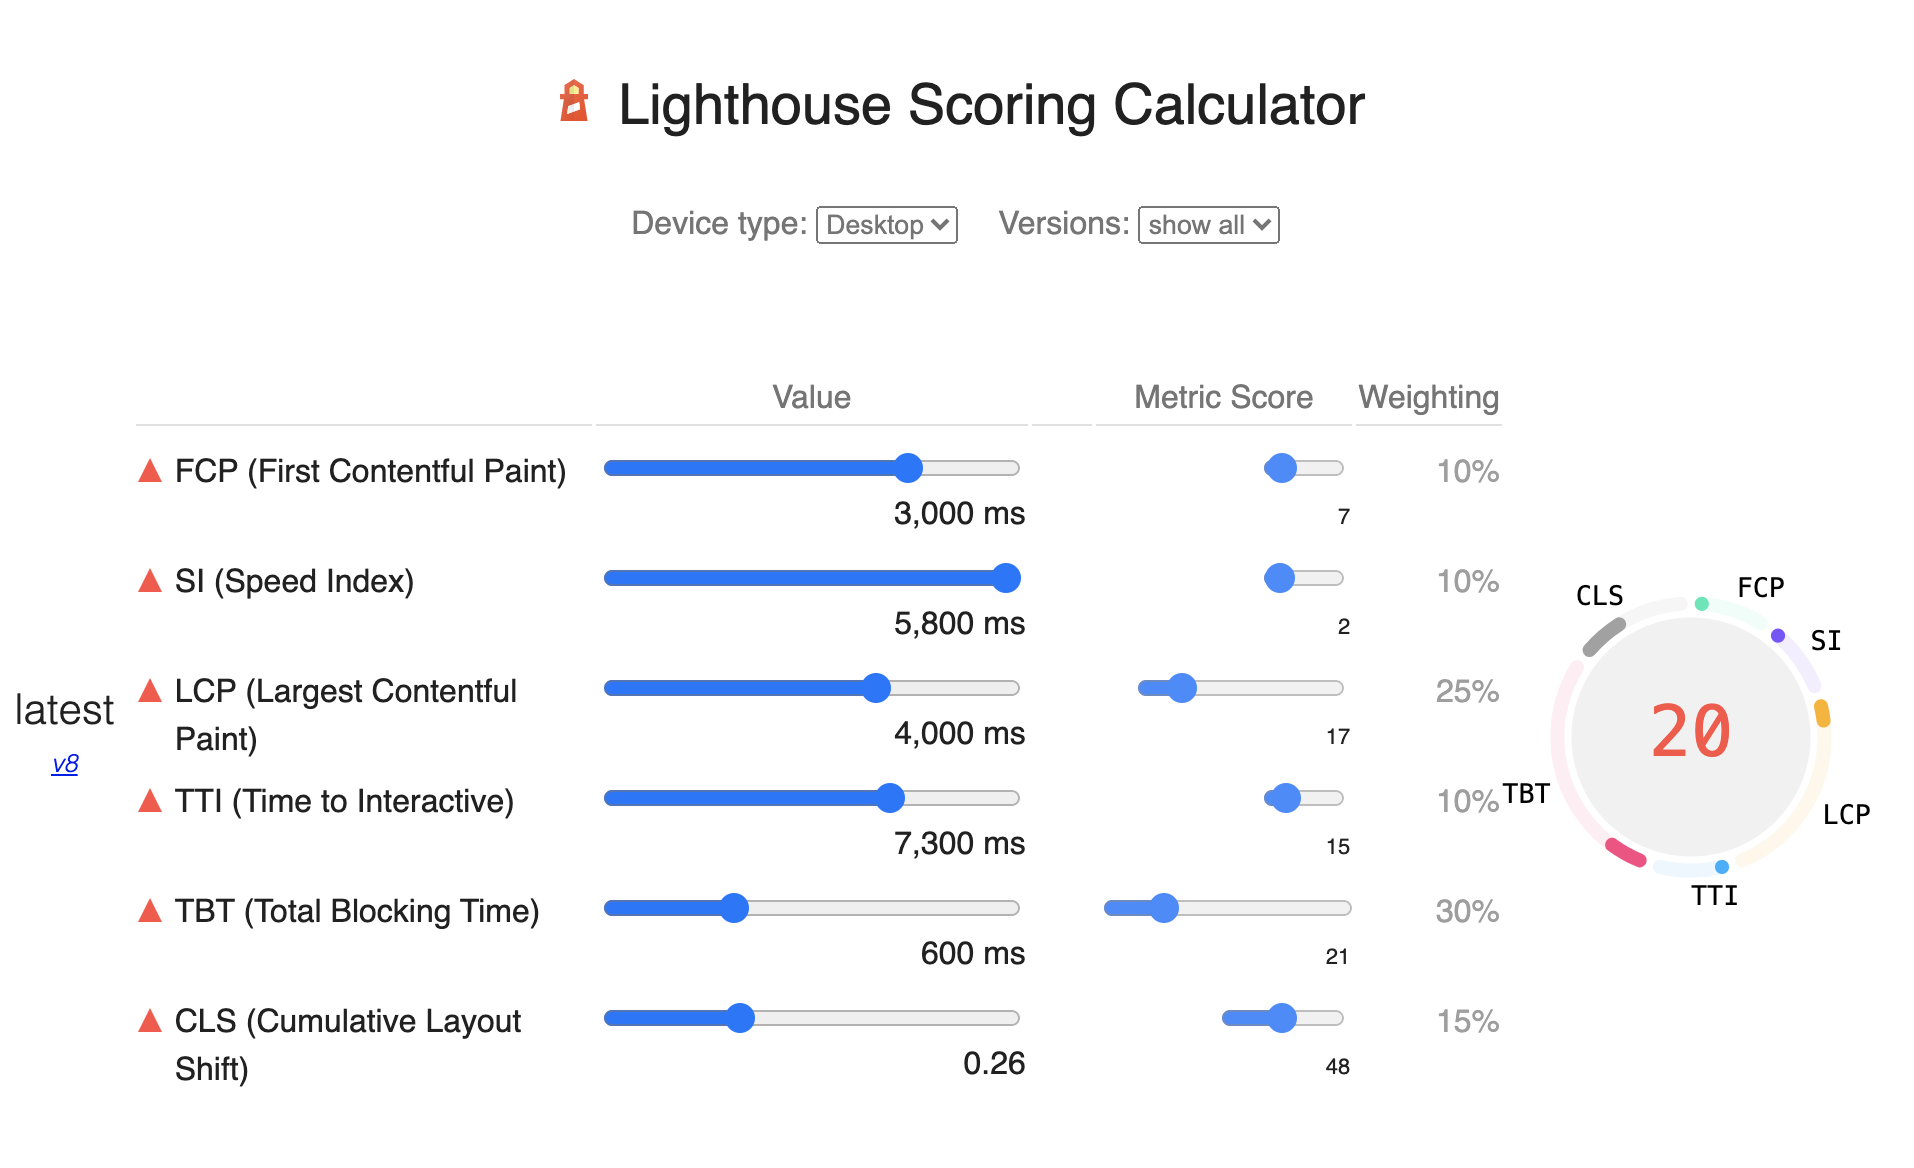 Lighthouse Scoring Calculator
Device type: Desktop Versions: show all
Value Metric Score Weighting
FCP (First Contentful Paint) 10%
3,000 ms 7
SI (Speed Index) 10%
5,800 ms 2
LCP (Largest Contentful 25%
Paint) 4,000 ms 17
latest
v8
TTI (Time to Interactive) 10%
7,300 ms 15
TBT (Total Blocking Time) 30%
600 ms 21
CLS (Cumulative Layout 15%
Shift) 0.26 48
CLS FCP
SI
20
TBT
LCP
TTI